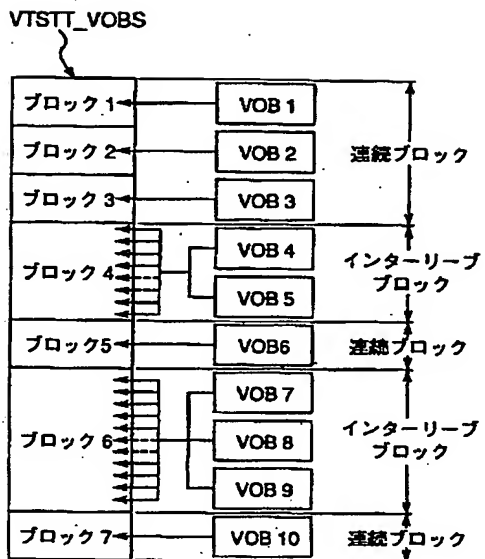 VTSTT_VOBS
ブロック 1
VOB 1
ブロック 2
VOB 2
連続ブロック
ブロック 3
VOB 3
ブロック 4
VOB 4
VOB 5
インターリーブ
ブロック
ブロック5
VOB6
連続ブロック
ブロック 6
VOB 7
VOB 8
VOB 9
インターリーブ
ブロック
ブロック 7
VOB 10
連続ブロック